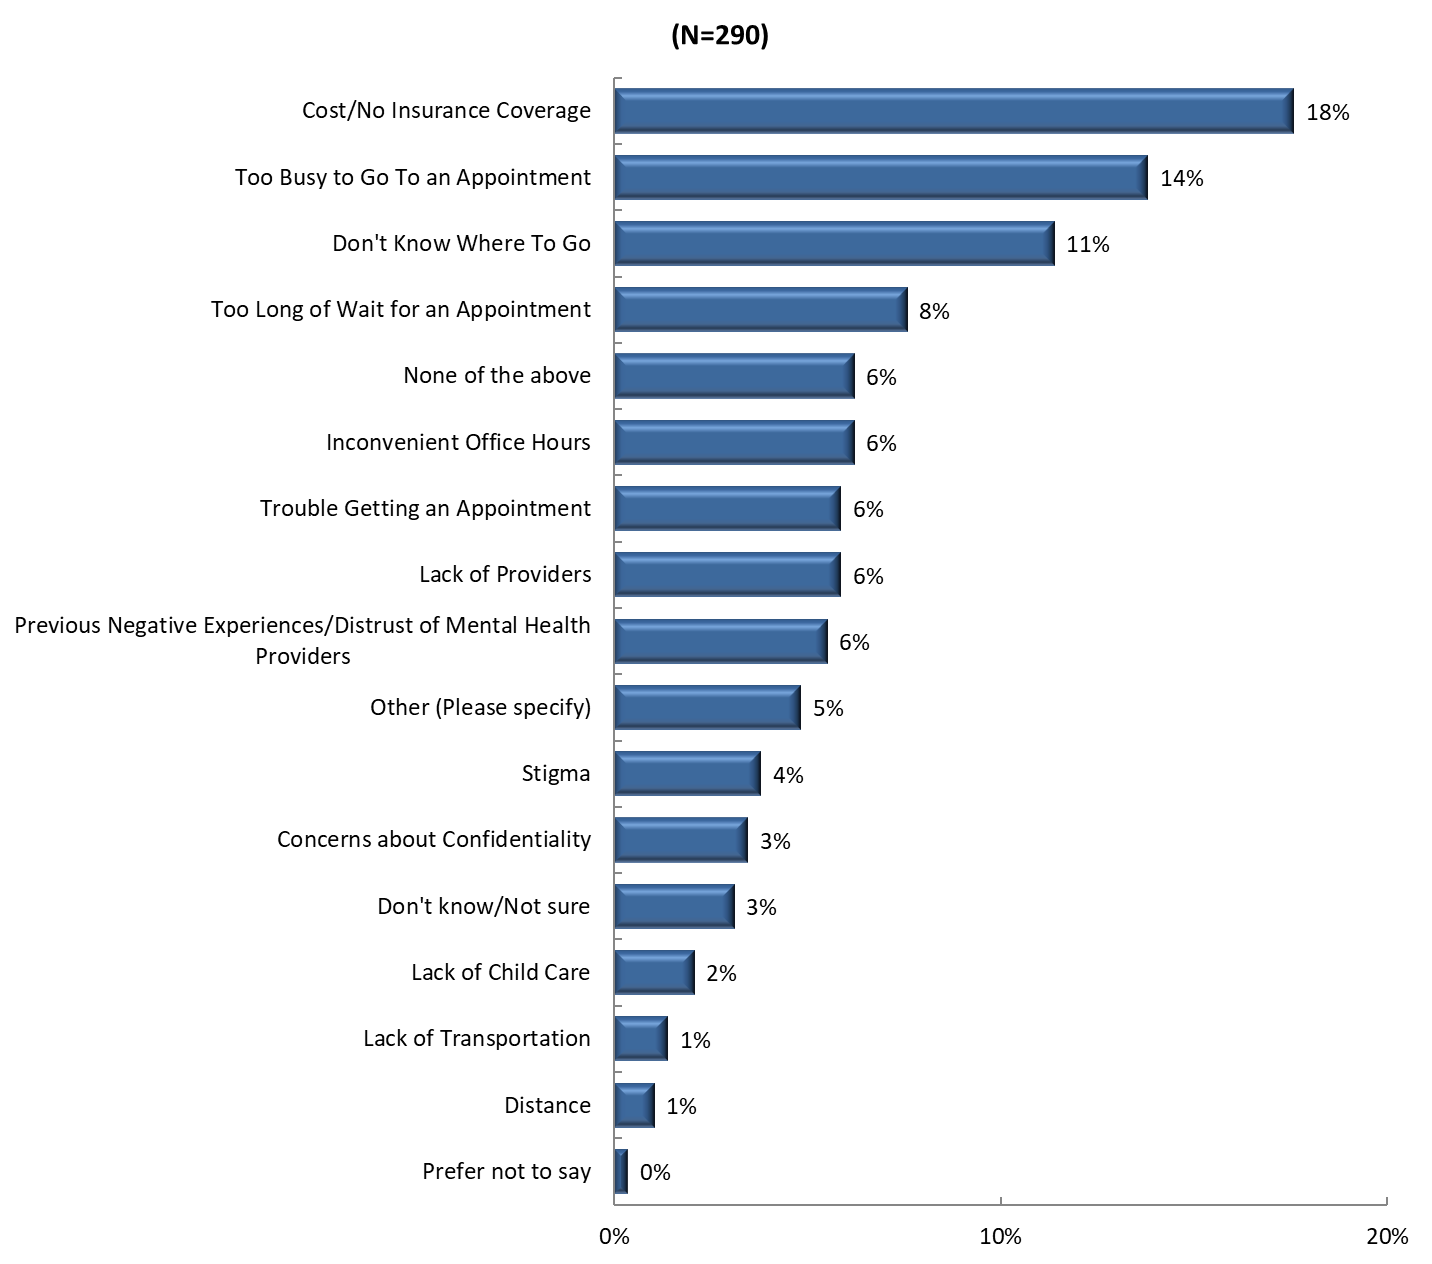 (N=290)
Cost/No Insurance Coverage 18%
Too Busy to Go To an Appointment 14%
Don't Know Where To Go 11%
Too Long of Wait for an Appointment 8%
None of the above 6%
Inconvenient Office Hours 6%
Trouble Getting an Appointment 6%
Lack of Providers 6%
Previous Negative Experiences/Distrust of Mental Health
Providers 6%
Other (Please specify) 5%
Stigma 4%
Concerns about Confidentiality 3%
Don't know/Not sure 3%
Lack of Child Care 2%
Lack of Transportation 1%
Distance 1%
Prefer not to say 0%
0% 10% 20%